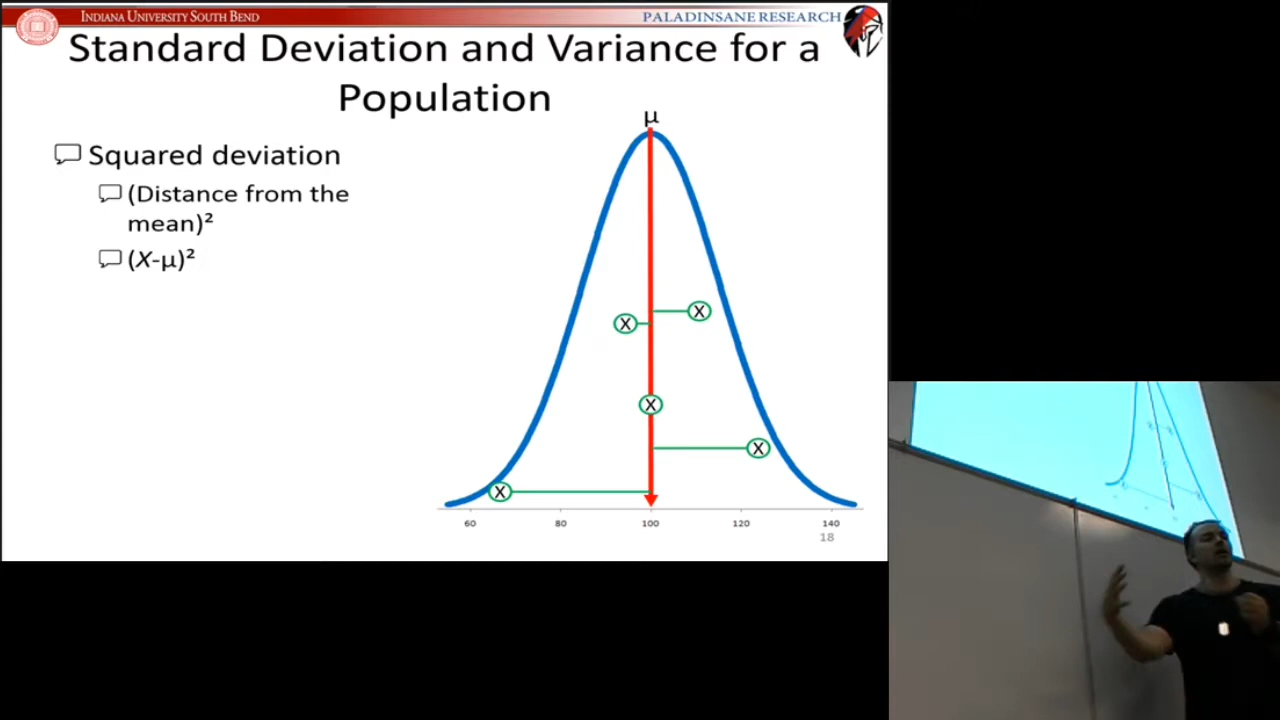 INDIANA UNIVERSITY SOUTH BEND
PALADINSANE RESEARCH
Standard Deviation and Variance for a
Population
μ
Squared deviation
(Distance from the
mean)²
(X-μ)²
X
X
X
X
X
60 80 100 120 140
18